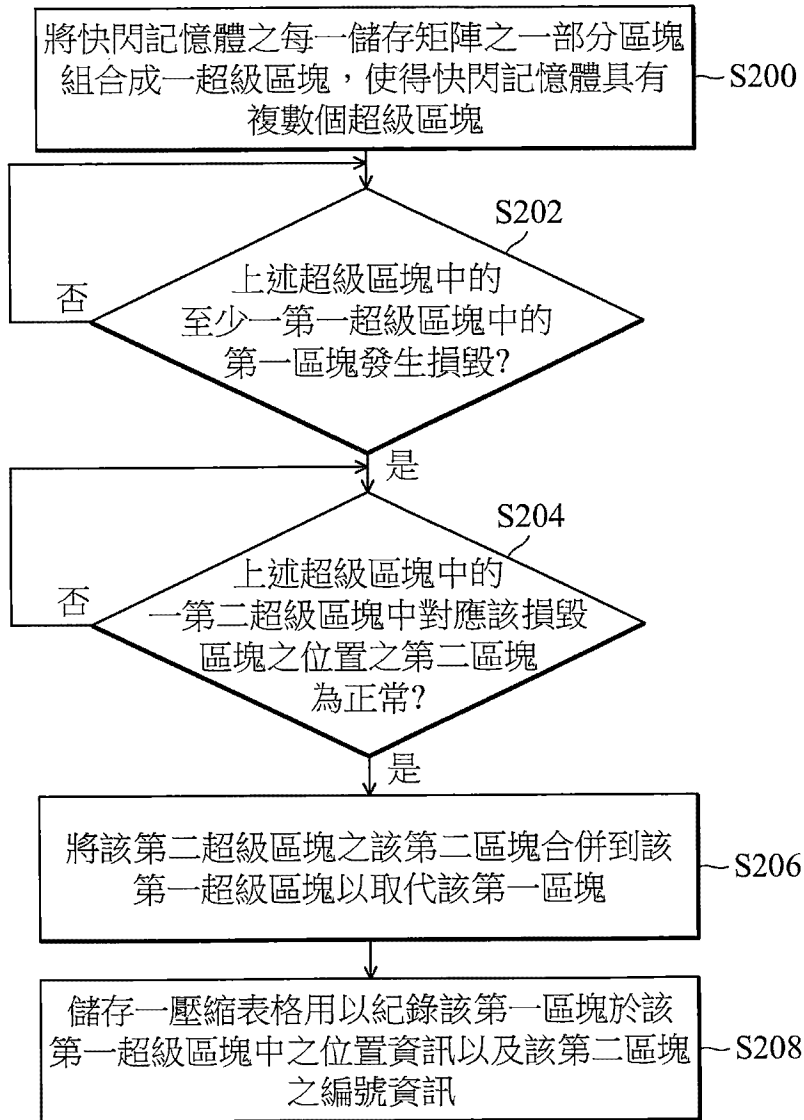 將快閃記憶體之每一儲存矩陣之一部分區塊
組合成一超級區塊，使得快閃記憶體具有
複數個超級區塊
S200
S202
上述超級區塊中的
至少一第一超級區塊中的
第一區塊發生損毀?
否
是
S204
上述超級區塊中的
一第二超級區塊中對應該損毀
區塊之位置之第二區塊
為正常?
否
是
將該第二超級區塊之該第二區塊合併到該
第一超級區塊以取代該第一區塊
S206
儲存一壓縮表格用以紀錄該第一區塊於該
第一超級區塊中之位置資訊以及該第二區塊
之編號資訊
S208